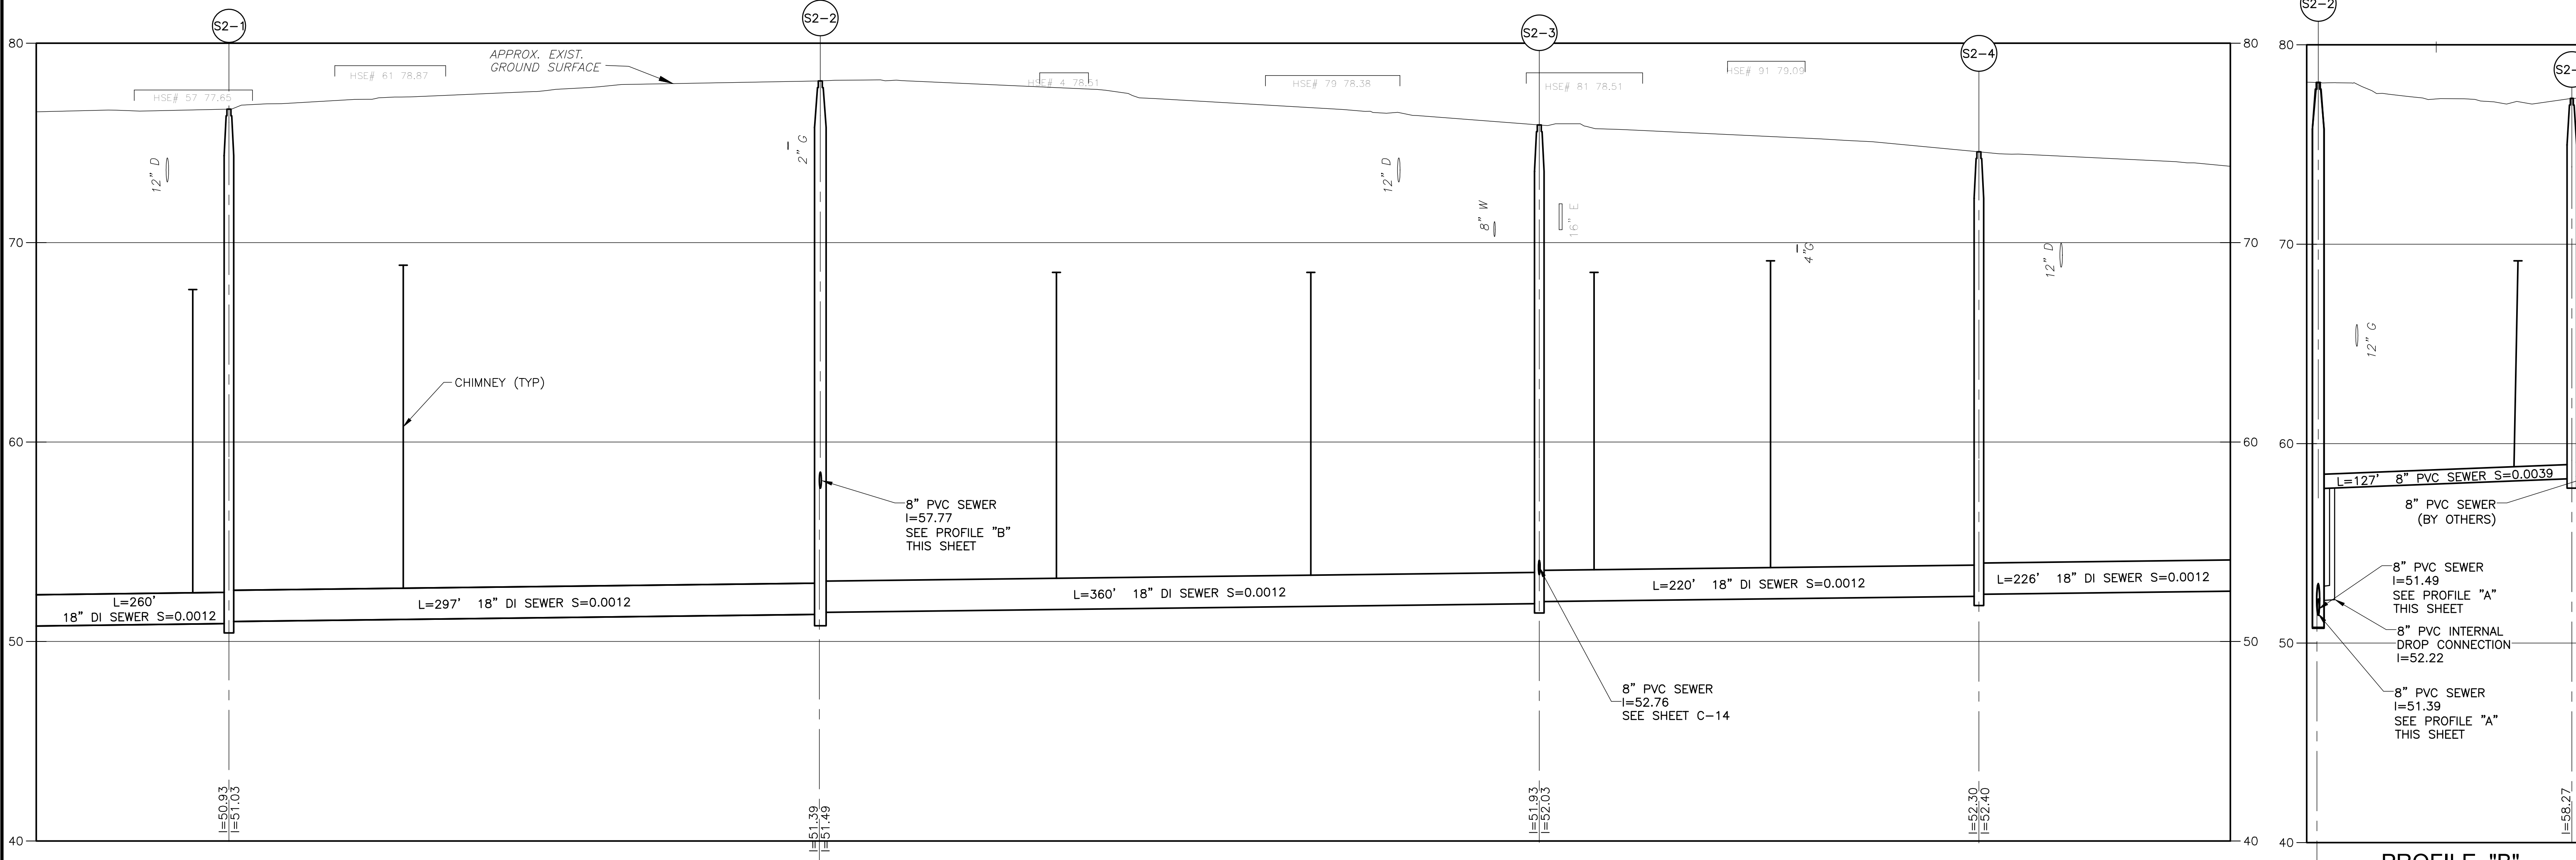 S2-1
S2-2
S2-3
S2-4
80
70
60
50
40
80
70
60
50
40
APPROX. EXIST.
GROUND SURFACE
HSE# 57 77.65
HSE# 61 78.87
HSE# 4 78.51
HSE# 79 78.38
HSE# 81 78.51
HSE# 91 79.09
12" D
2" G
12" D
8" W
16" E
4"G
12" D
CHIMNEY (TYP)
8" PVC SEWER
I=57.77
SEE PROFILE "B"
THIS SHEET
L=260'
18" DI SEWER S=0.0012
L=297' 18" DI SEWER S=0.0012
L=360' 18" DI SEWER S=0.0012
L=220' 18" DI SEWER S=0.0012
L=226' 18" DI SEWER S=0.0012
8" PVC SEWER
I=52.76
SEE SHEET C-14
I=50.93
I=51.03
I=51.39
I=51.49
I=51.93
I=52.03
I=52.30
I=52.40
S2-2
S2-
80
70
60
50
40
12" G
L=127' 8" PVC SEWER S=0.0039
8" PVC SEWER
(BY OTHERS)
8" PVC SEWER
I=51.49
SEE PROFILE "A"
THIS SHEET
8" PVC INTERNAL
DROP CONNECTION
I=52.22
8" PVC SEWER
I=51.39
SEE PROFILE "A"
THIS SHEET
I=58.27
PROFILE "B"